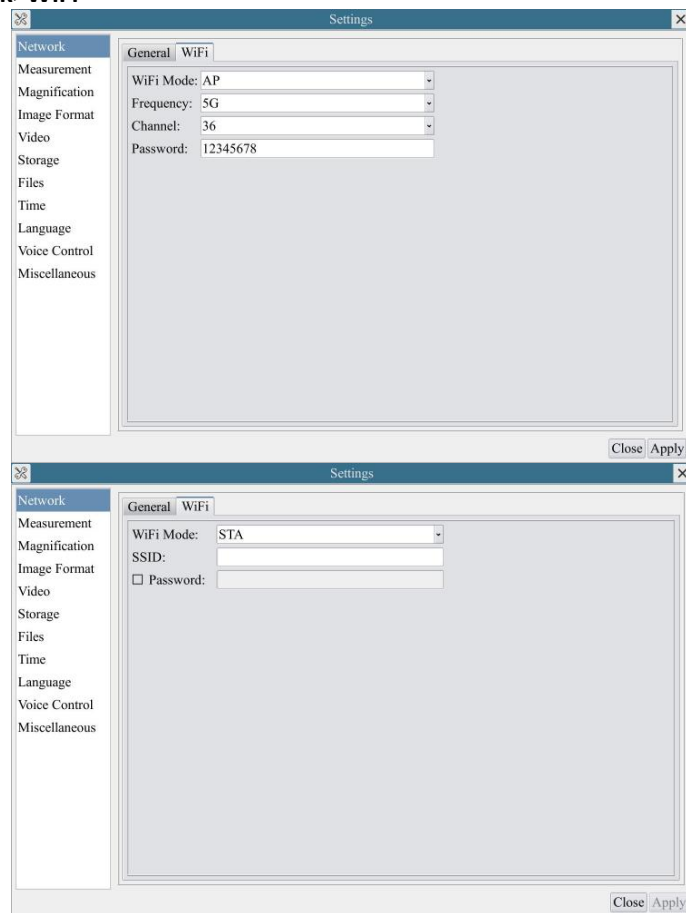 Settings
Network
Measurement
Magnification
Image Format
Video
Storage
Files
Time
Language
Voice Control
Miscellaneous
General WiFi
WiFi Mode: AP
Frequency: 5G
Channel: 36
Password: 12345678
Close Apply
Settings
Network
Measurement
Magnification
Image Format
Video
Storage
Files
Time
Language
Voice Control
Miscellaneous
General WiFi
WiFi Mode: STA
SSID:
Password:
Close Apply